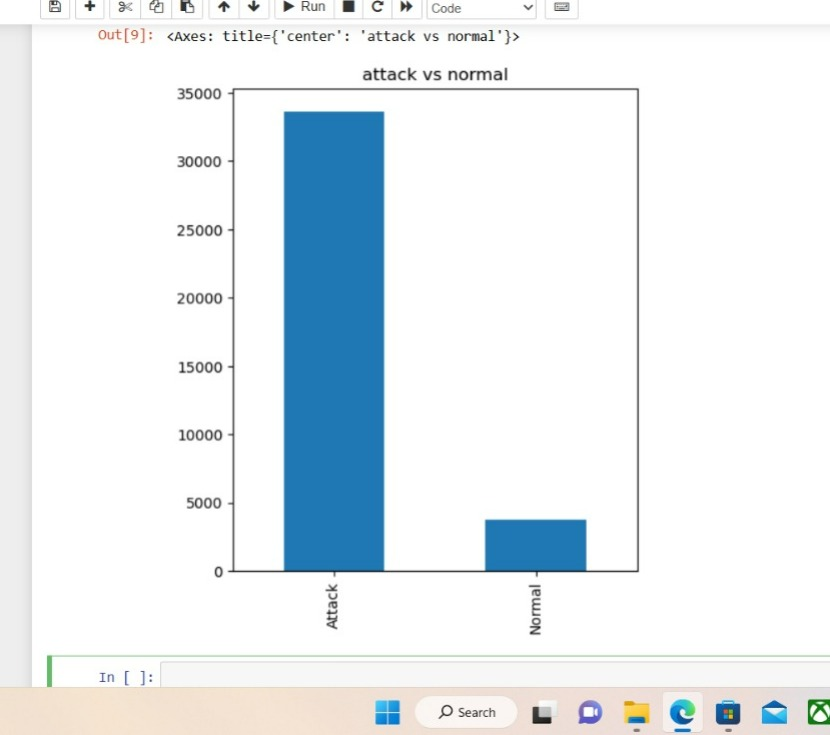 Run
Code
Out[9]: <Axes: title={'center': 'attack vs normal'}>
attack vs normal
35000
30000
25000
20000
15000
10000
5000
0
Attack
Normal
In [ ]:
Search